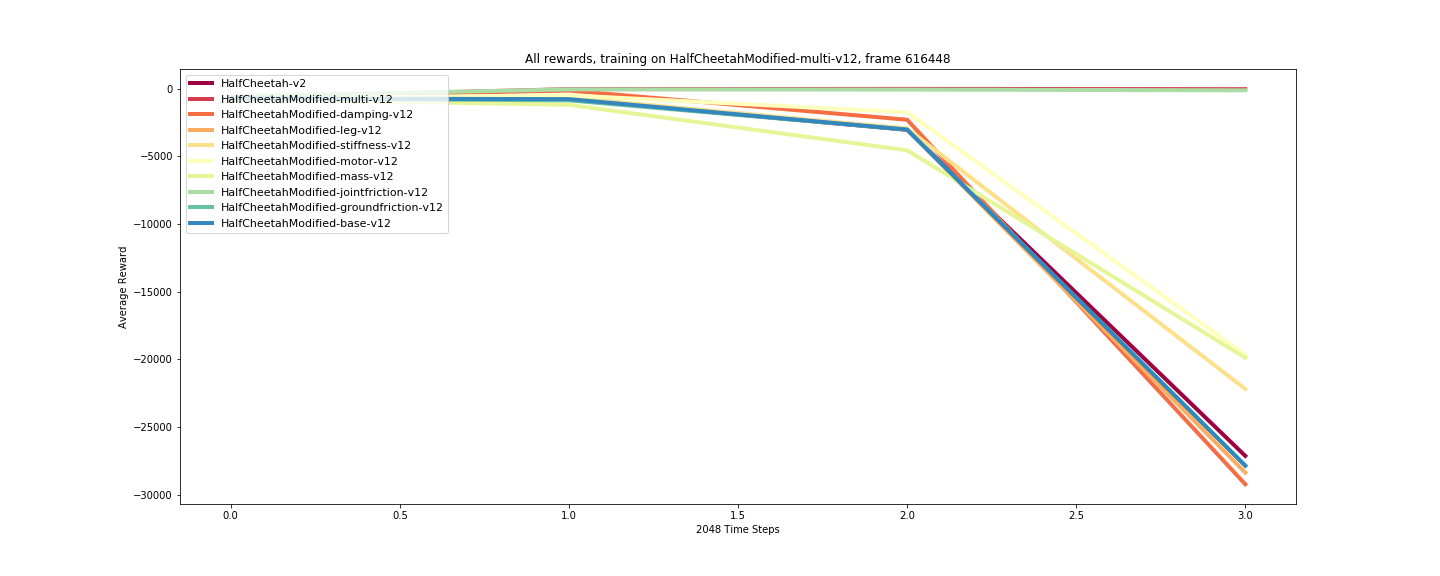 All rewards, training on HalfCheetahModified-multi-v12, frame 616448
HalfCheetah-v2
HalfCheetahModified-multi-v12
HalfCheetahModified-damping-v12
HalfCheetahModified-leg-v12
HalfCheetahModified-stiffness-v12
HalfCheetahModified-motor-v12
HalfCheetahModified-mass-v12
HalfCheetahModified-jointfriction-v12
HalfCheetahModified-groundfriction-v12
HalfCheetahModified-base-v12
Average Reward
0
−5000
−10000
−15000
−20000
−25000
−30000
0.0 0.5 1.0 1.5 2.0 2.5 3.0
2048 Time Steps